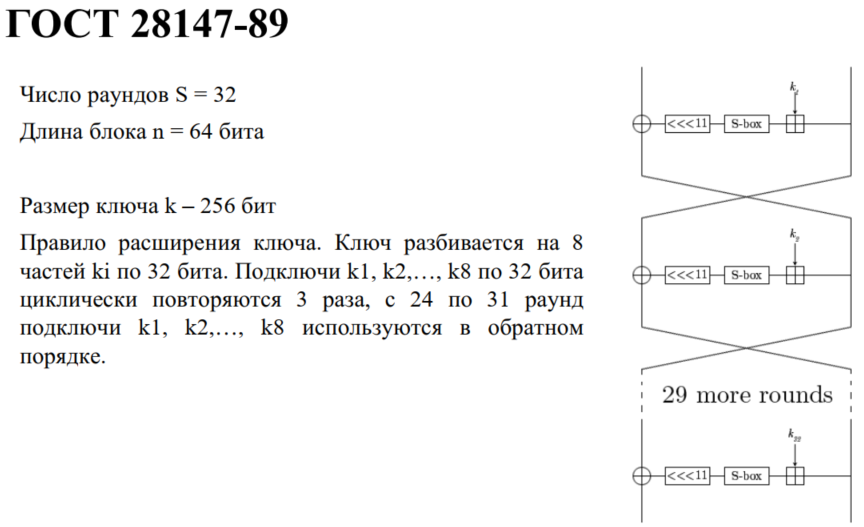 ГОСТ 28147-89
Число раундов S = 32
Длина блока n = 64 бита
Размер ключа k – 256 бит
Правило расширения ключа. Ключ разбивается на 8
частей ki по 32 бита. Подключи k1, k2,…, k8 по 32 бита
циклически повторяются 3 раза, с 24 по 31 раунд
подключи k1, k2,…, k8 используются в обратном
порядке.
k1
<<<11 S-box
k2
<<<11 S-box
29 more rounds
k32
<<<11 S-box